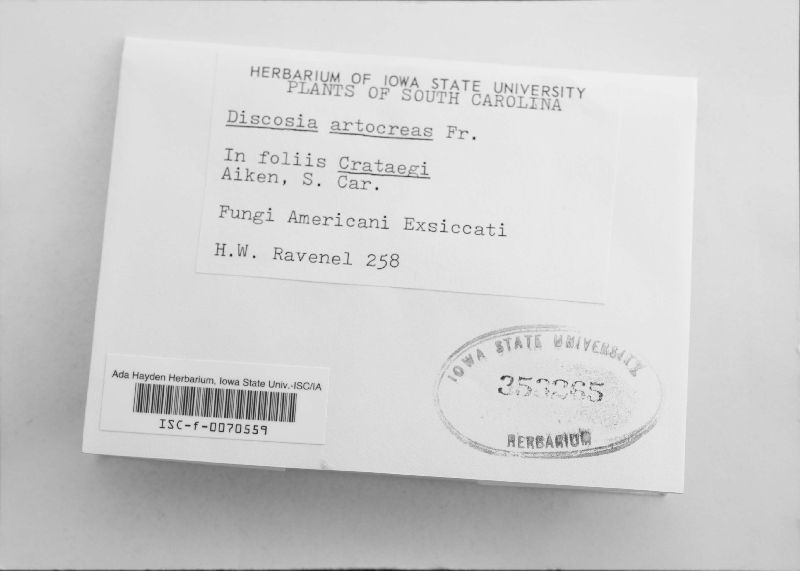 HERBARIUM OF IOWA STATE UNIVERSITY
PLANTS OF SOUTH CAROLINA
Discosia artocreas Fr.
In foliis Crataegi
Aiken, S. Car.
Fungi Americani Exsiccati
H.W. Ravenel 258
Ada Hayden Herbarium, Iowa State Univ.-ISC/IA
ISC-f-0070559
IOWA STATE UNIVERSITY
HERBARIUM